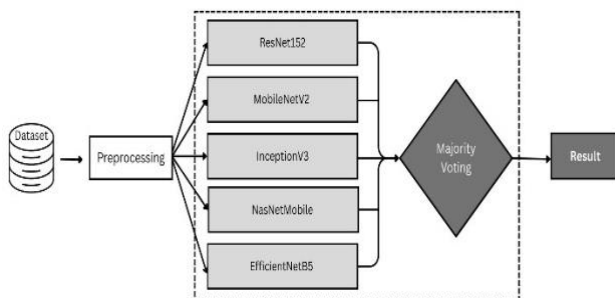 Dataset
Preprocessing
ResNet152
MobileNetV2
InceptionV3
NasNetMobile
EfficientNetB5
Majority
Voting
Result